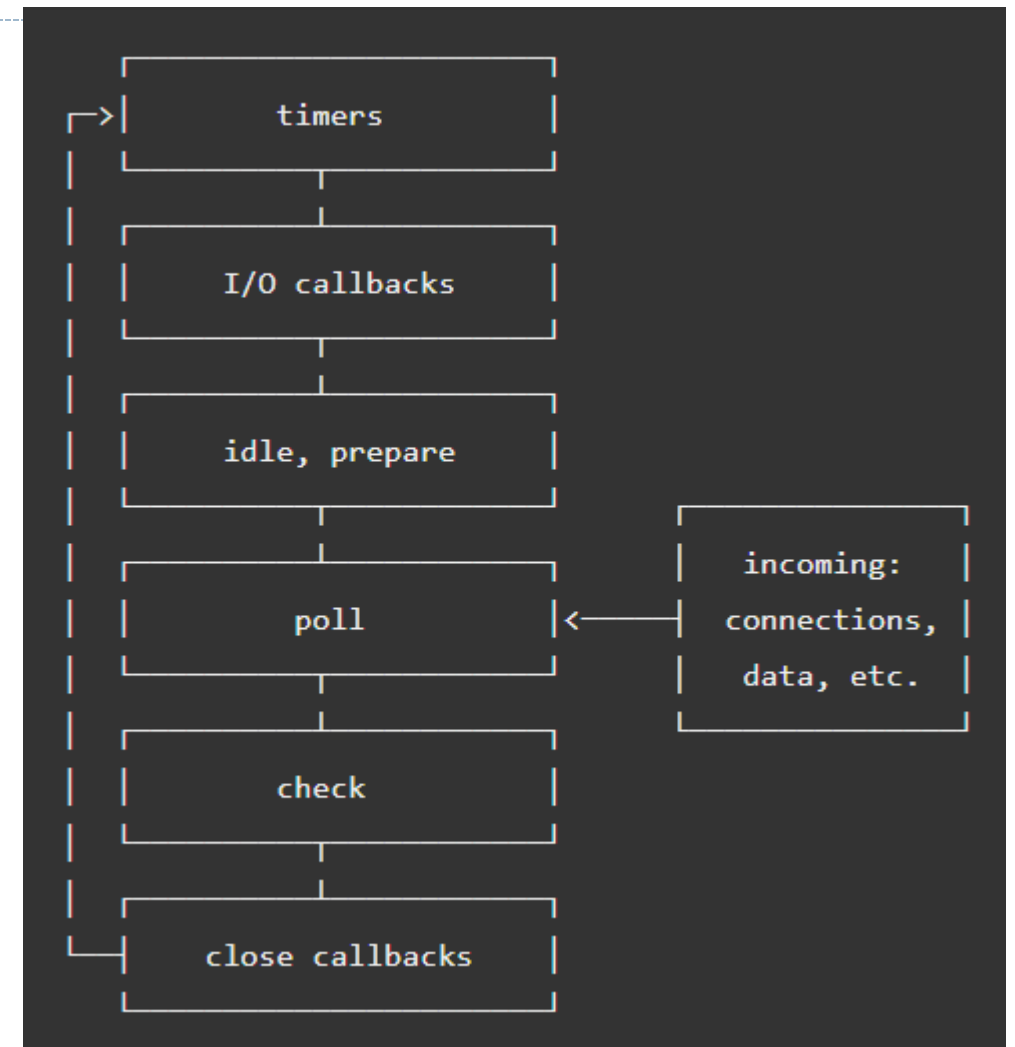 timers
I/O callbacks
idle, prepare
incoming:
poll
connections,
data, etc.
check
close callbacks